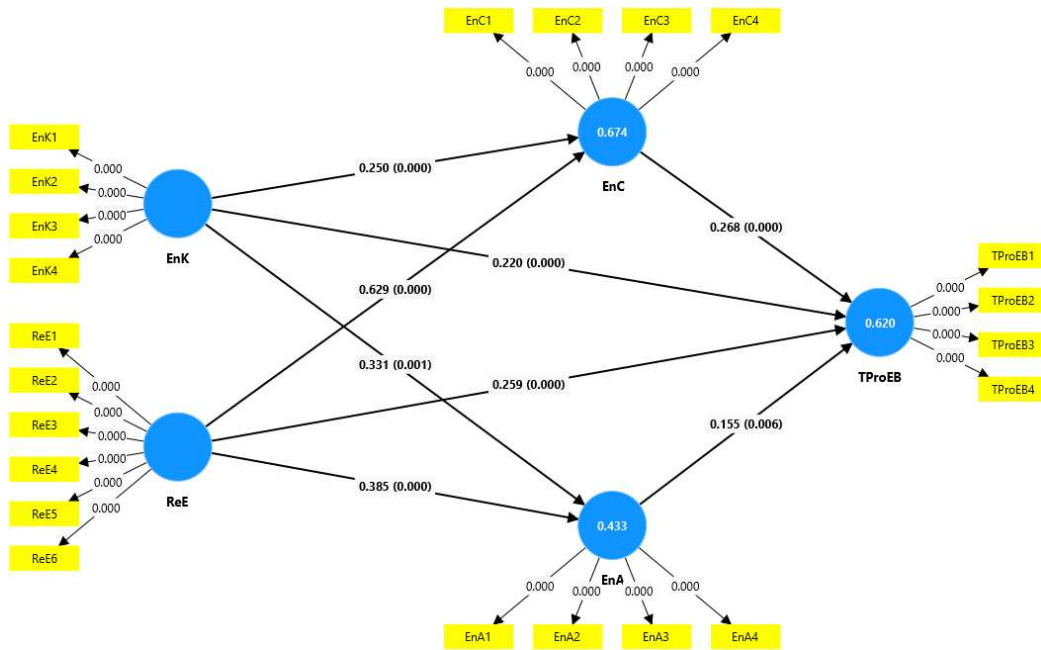 EnC1 EnC2 EnC3 EnC4
0.000 0.000 0.000 0.000
0.674
EnC
EnK1
EnK2
EnK3
EnK4
0.000
0.000
0.000
0.000
EnK
0.250 (0.000)
0.268 (0.000)
0.220 (0.000)
0.629 (0.000)
0.331 (0.001)
0.259 (0.000)
0.155 (0.006)
0.385 (0.000)
TProEB1
TProEB2
TProEB3
TProEB4
0.000
0.000
0.000
0.000
0.620
TProEB
ReE1
ReE2
ReE3
ReE4
ReE5
ReE6
0.000
0.000
0.000
0.000
0.000
0.000
ReE
0.433
EnA
0.000 0.000 0.000 0.000
EnA1 EnA2 EnA3 EnA4